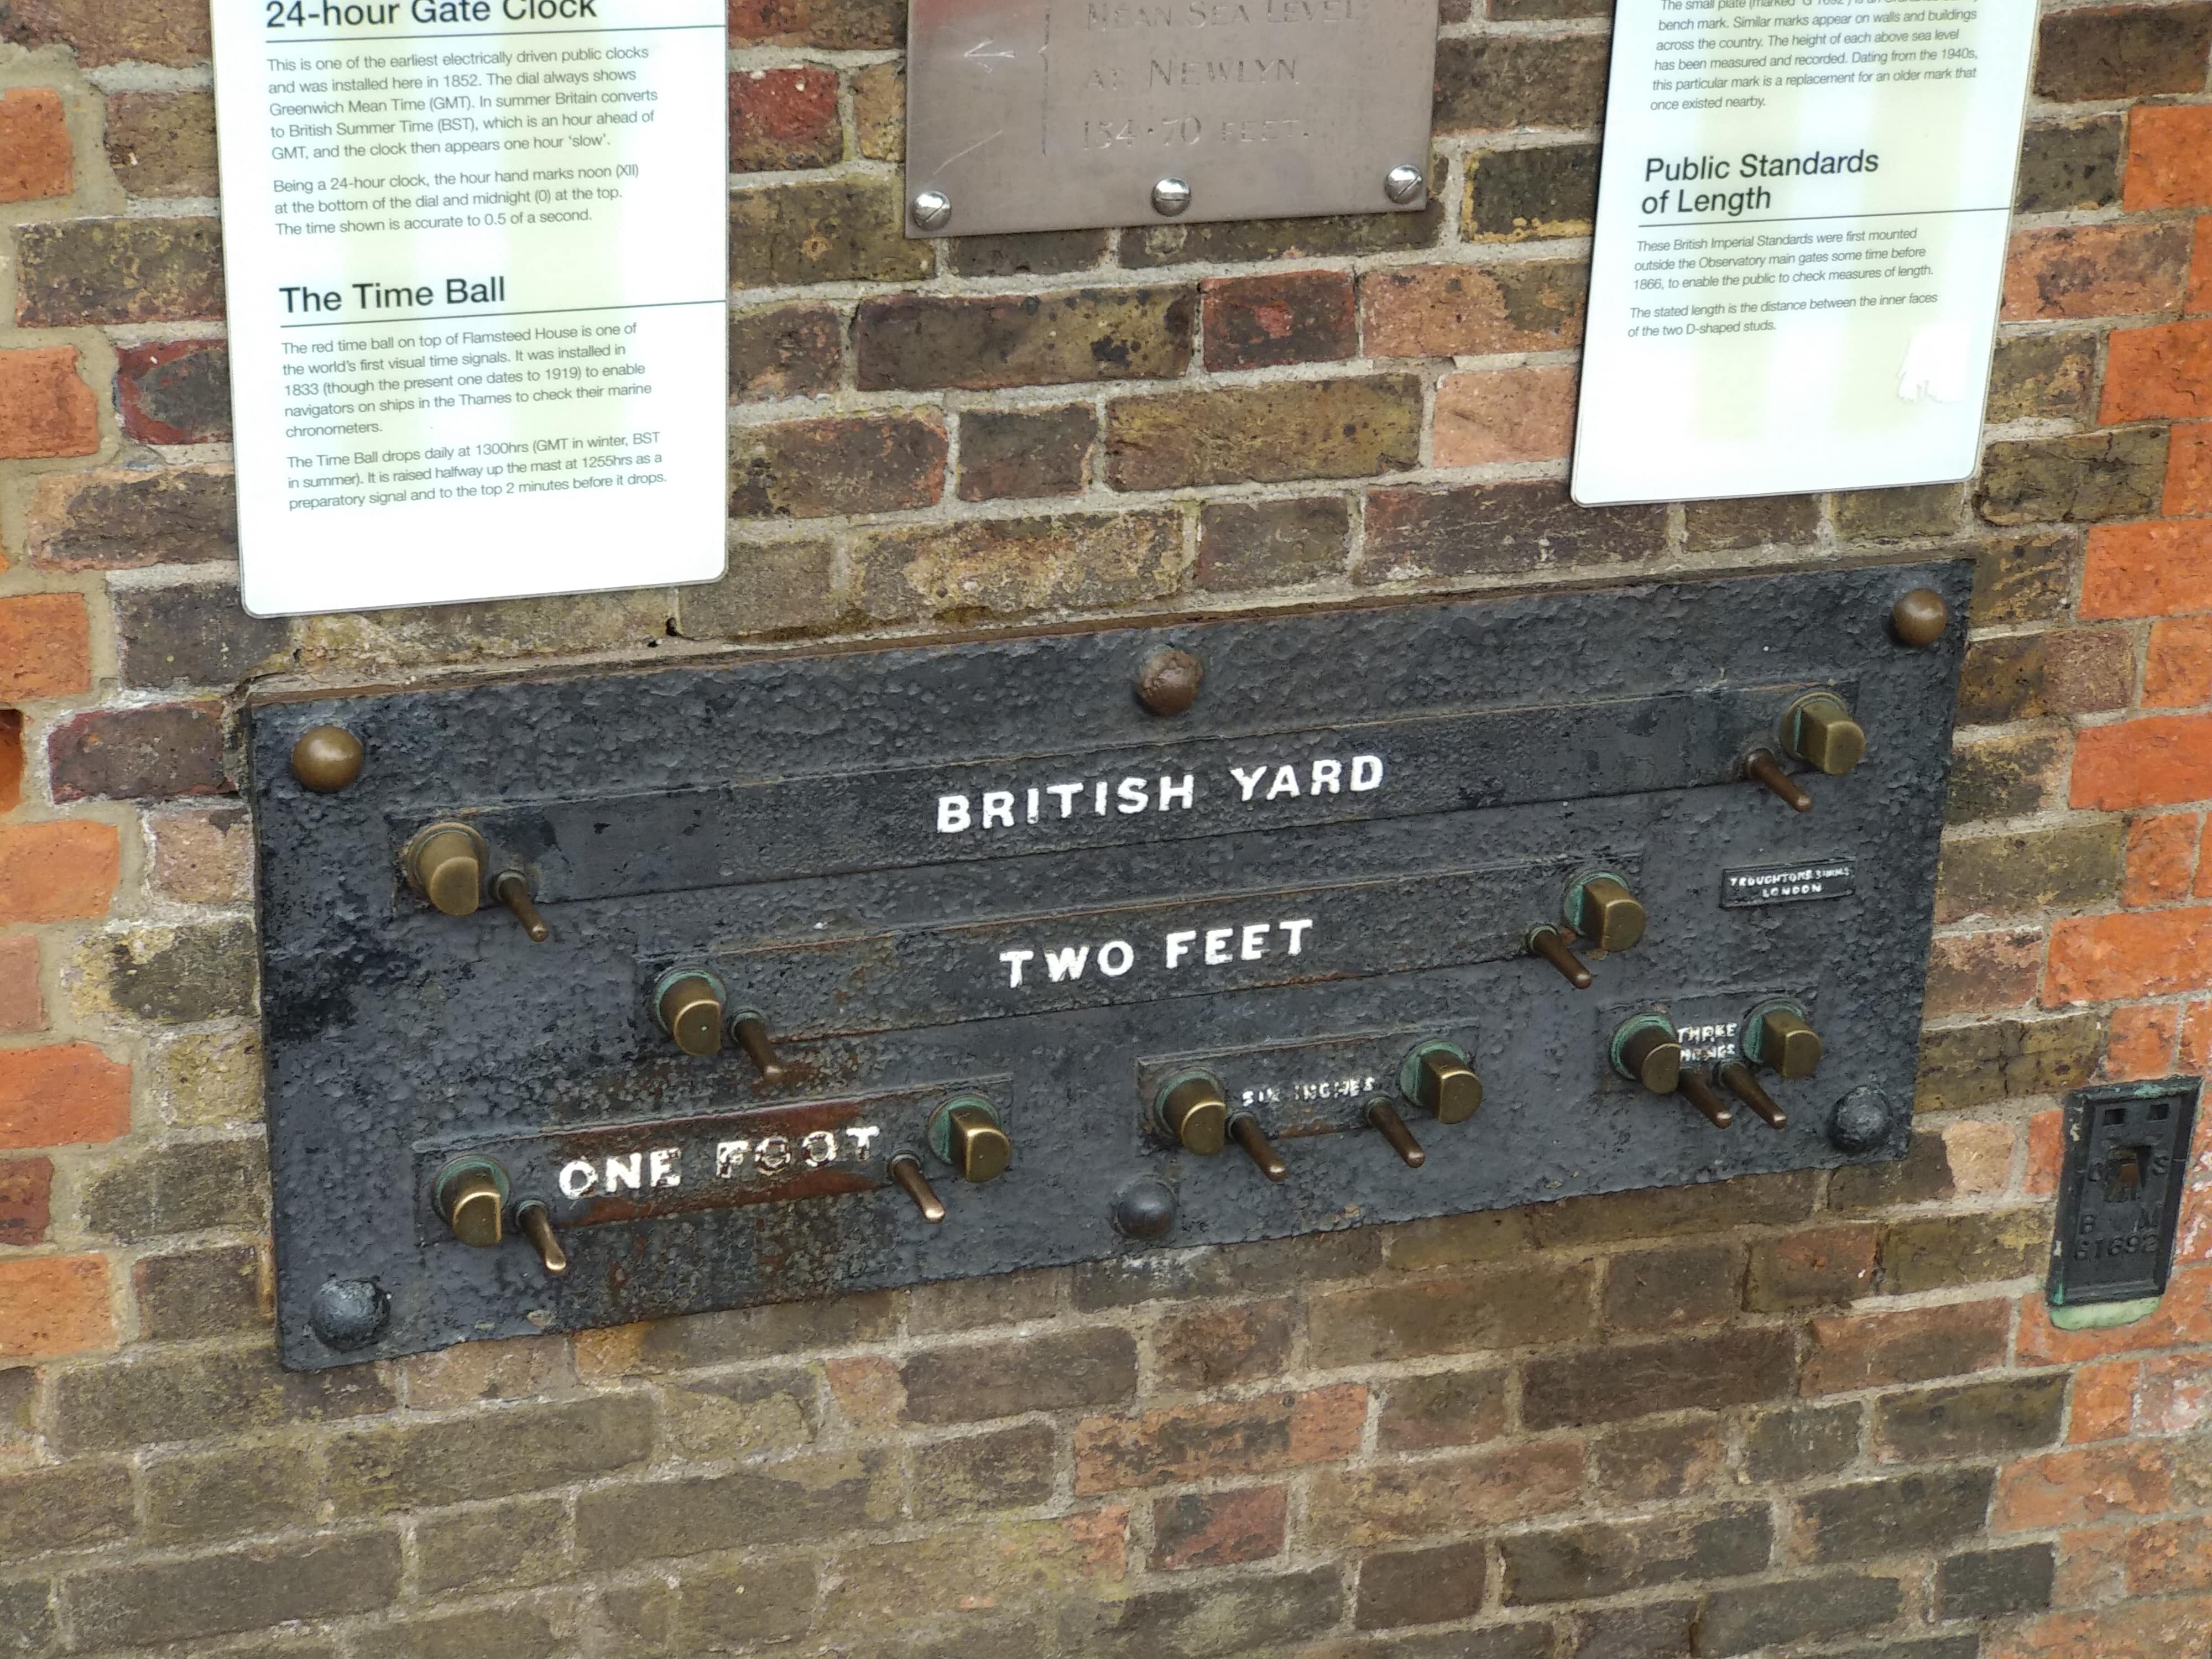 24-hour Gate Clock
This is one of the earliest electrically driven public clocks
and was installed here in 1852. The dial always shows
Greenwich Mean Time (GMT). In summer Britain converts
to British Summer Time (BST), which is an hour ahead of
GMT, and the clock then appears one hour 'slow'.
Being a 24-hour clock, the hour hand marks noon (XII)
at the bottom of the dial and midnight (0) at the top.
The time shown is accurate to 0.5 of a second.
The Time Ball
The red time ball on top of Flamsteed House is one of
the world's first visual time signals. It was installed in
1833 (though the present one dates to 1919) to enable
navigators on ships in the Thames to check their marine
chronometers.
The Time Ball drops daily at 1300hrs (GMT in winter, BST
in summer). It is raised halfway up the mast at 1255hrs as a
preparatory signal and to the top 2 minutes before it drops.
MEAN SEA LEVEL
AT NEWLYN
154·70 FEET.
The small plate (marked 'G 1692') is an
bench mark. Similar marks appear on walls and buildings
across the country. The height of each above sea level
has been measured and recorded. Dating from the 1940s,
this particular mark is a replacement for an older mark that
once existed nearby.
Public Standards
of Length
These British Imperial Standards were first mounted
outside the Observatory main gates some time before
1866, to enable the public to check measures of length.
The stated length is the distance between the inner faces
of the two D-shaped studs.
BRITISH YARD
TROUGHTON & SIMMS
LONDON
TWO FEET
THREE
INCHES
SIX INCHES
ONE FOOT
O S
B M
G1692